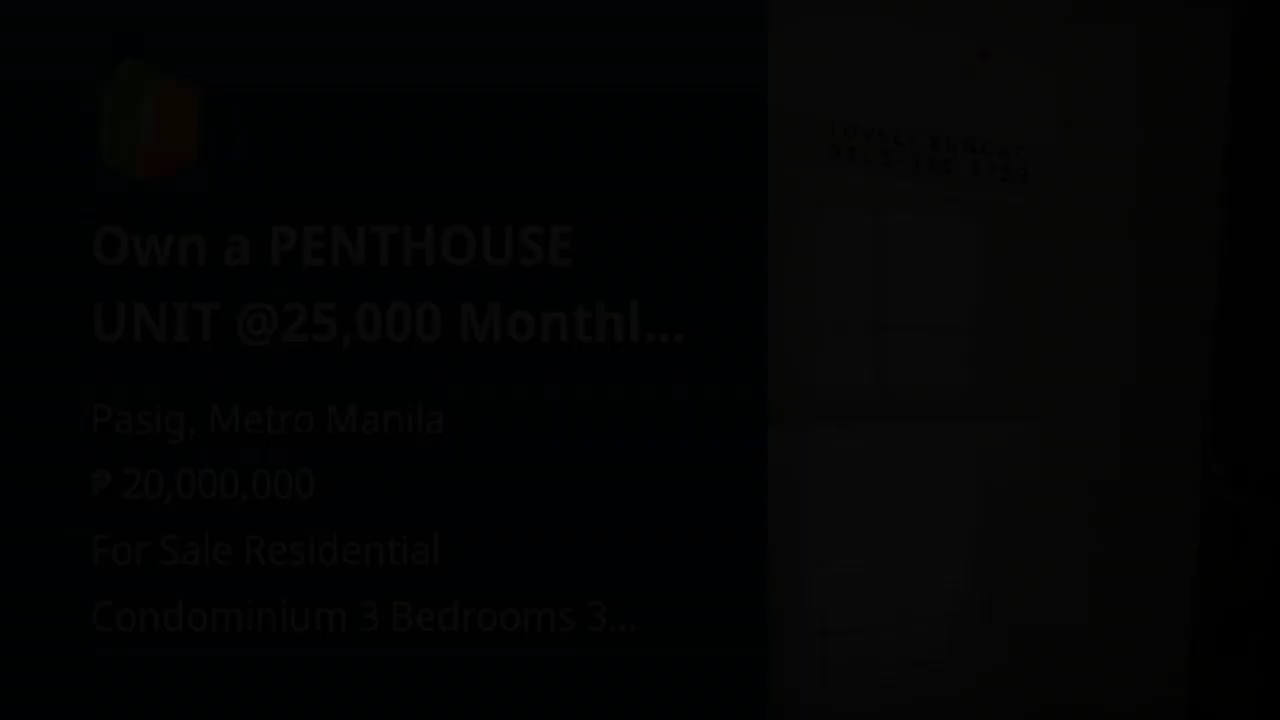 Own a PENTHOUSE
UNIT @25,000 Monthl...
Pasig, Metro Manila
₱ 20,000,000
For Sale Residential
Condominium 3 Bedrooms 3...